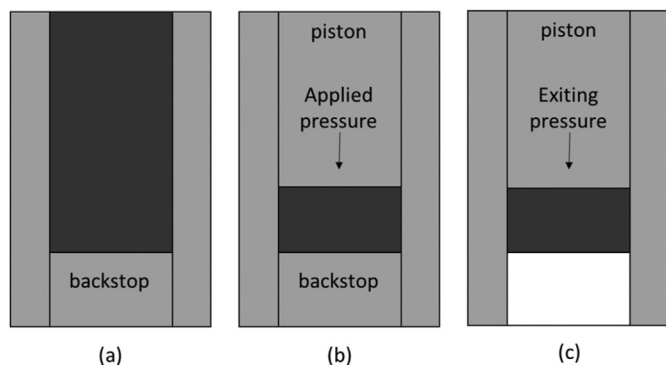 piston
piston
Applied
pressure
Exiting
pressure
backstop
backstop
(a)
(b)
(c)